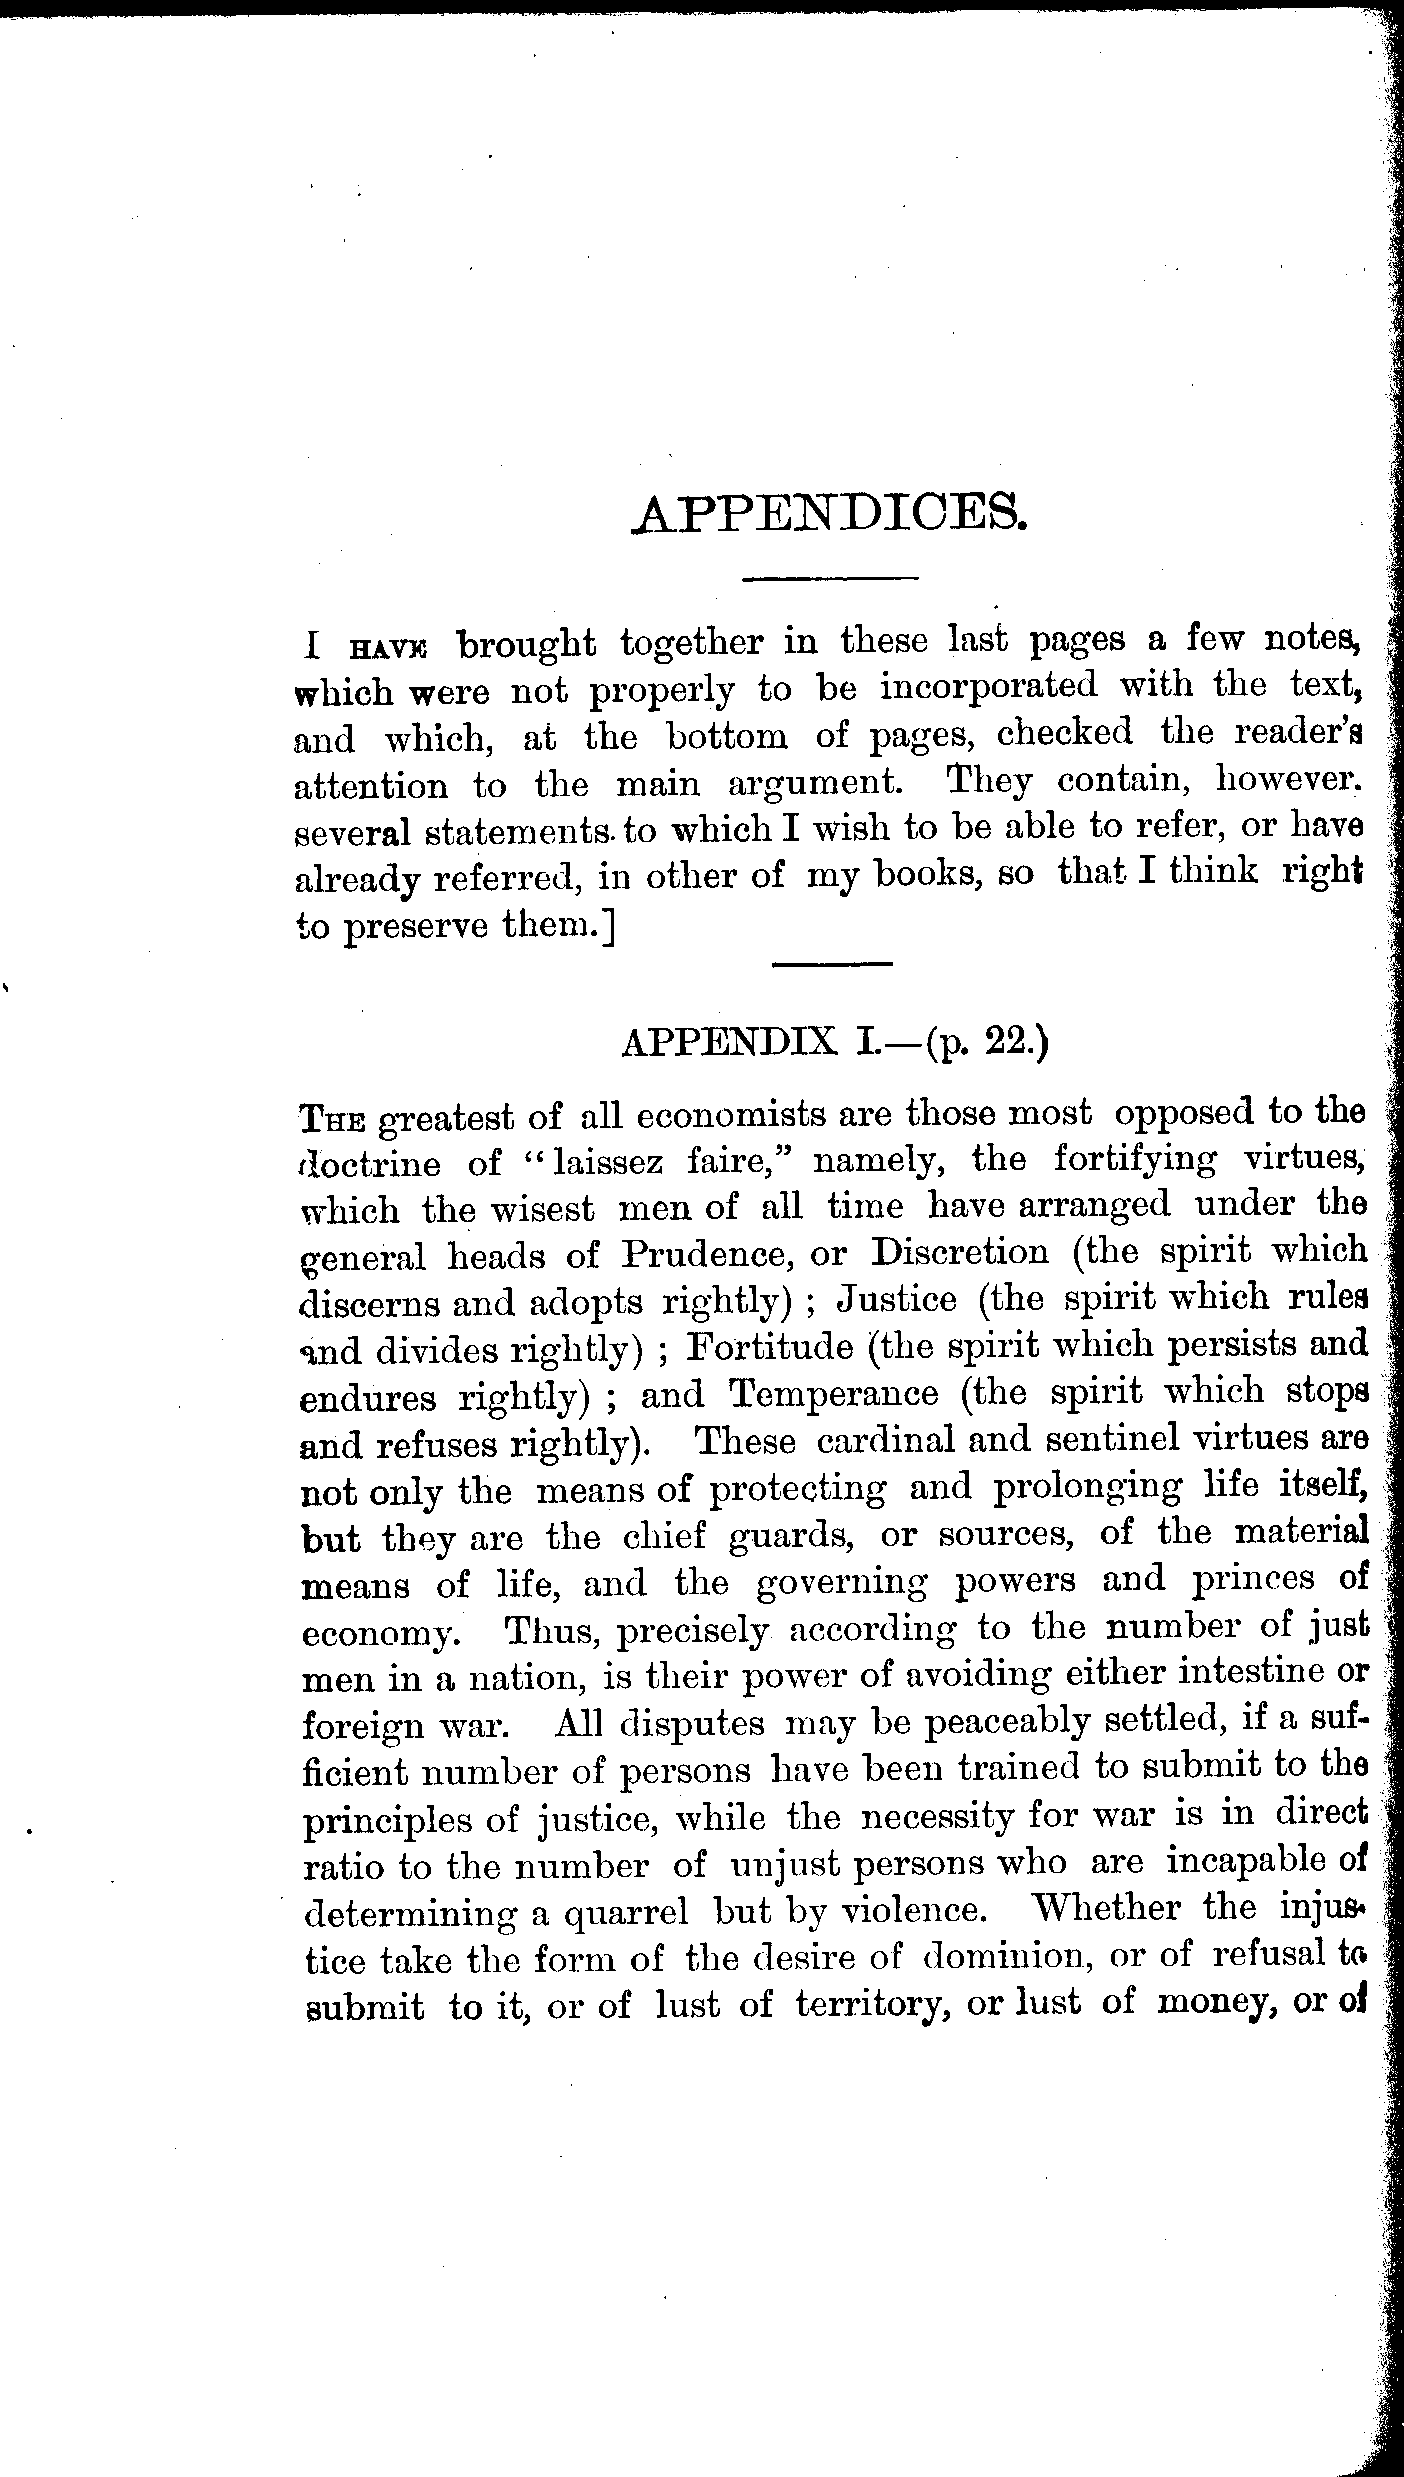 APPENDICES.
I HAVE brought together in these last pages a few notes,
which were not properly to be incorporated with the text,
and which, at the bottom of pages, checked the reader's
attention to the main argument. They contain, however.
several statements to which I wish to be able to refer, or have
already referred, in other of my books, so that I think right
to preserve them.]
APPENDIX I.—(p. 22.)
THE greatest of all economists are those most opposed to the
doctrine of “laissez faire,” namely, the fortifying virtues,
which the wisest men of all time have arranged under the
general heads of Prudence, or Discretion (the spirit which
discerns and adopts rightly) ; Justice (the spirit which rules
and divides rightly) ; Fortitude (the spirit which persists and
endures rightly) ; and Temperance (the spirit which stops
and refuses rightly). These cardinal and sentinel virtues are
not only the means of protecting and prolonging life itself,
but they are the chief guards, or sources, of the material
means of life, and the governing powers and princes of
economy. Thus, precisely according to the number of just
men in a nation, is their power of avoiding either intestine or
foreign war. All disputes may be peaceably settled, if a suf-
ficient number of persons have been trained to submit to the
principles of justice, while the necessity for war is in direct
ratio to the number of unjust persons who are incapable of
determining a quarrel but by violence. Whether the injus-
tice take the form of the desire of dominion, or of refusal to
submit to it, or of lust of territory, or lust of money, or of